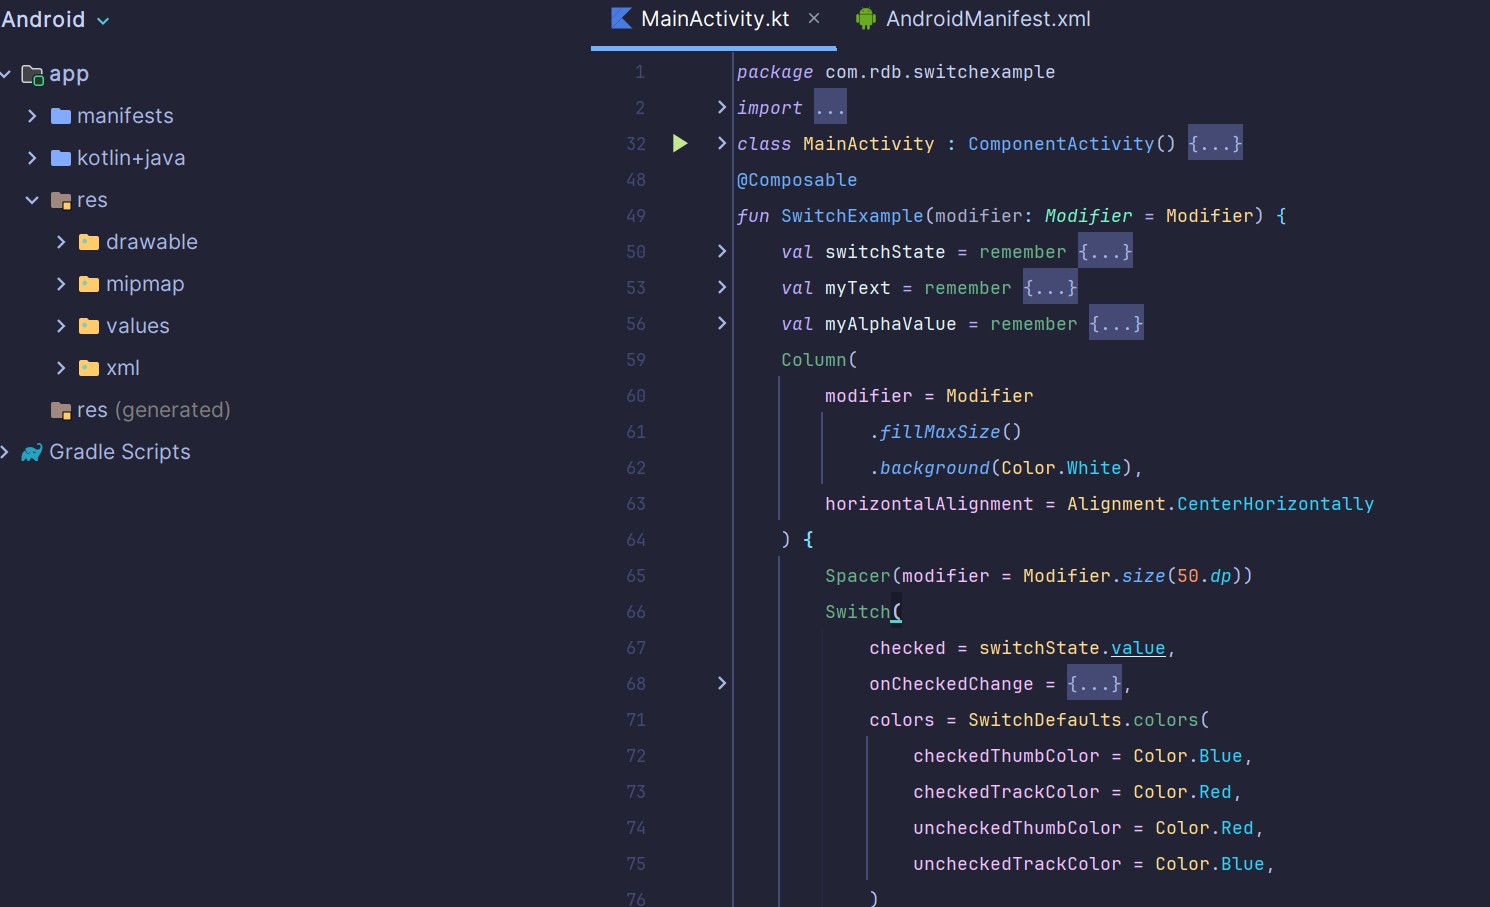 Android
app
manifests
kotlin+java
res
drawable
mipmap
values
xml
res (generated)
Gradle Scripts
MainActivity.kt × AndroidManifest.xml
1 package com.rdb.switchexample
2 import ...
32 class MainActivity : ComponentActivity() {...}
48 @Composable
49 fun SwitchExample(modifier: Modifier = Modifier) {
50 val switchState = remember {...}
53 val myText = remember {...}
56 val myAlphaValue = remember {...}
59 Column(
60 modifier = Modifier
61 .fillMaxSize()
62 .background(Color.White),
63 horizontalAlignment = Alignment.CenterHorizontally
64 ) {
65 Spacer(modifier = Modifier.size(50.dp))
66 Switch(
67 checked = switchState.value,
68 onCheckedChange = {...},
71 colors = SwitchDefaults.colors(
72 checkedThumbColor = Color.Blue,
73 checkedTrackColor = Color.Red,
74 uncheckedThumbColor = Color.Red,
75 uncheckedTrackColor = Color.Blue,
76 )